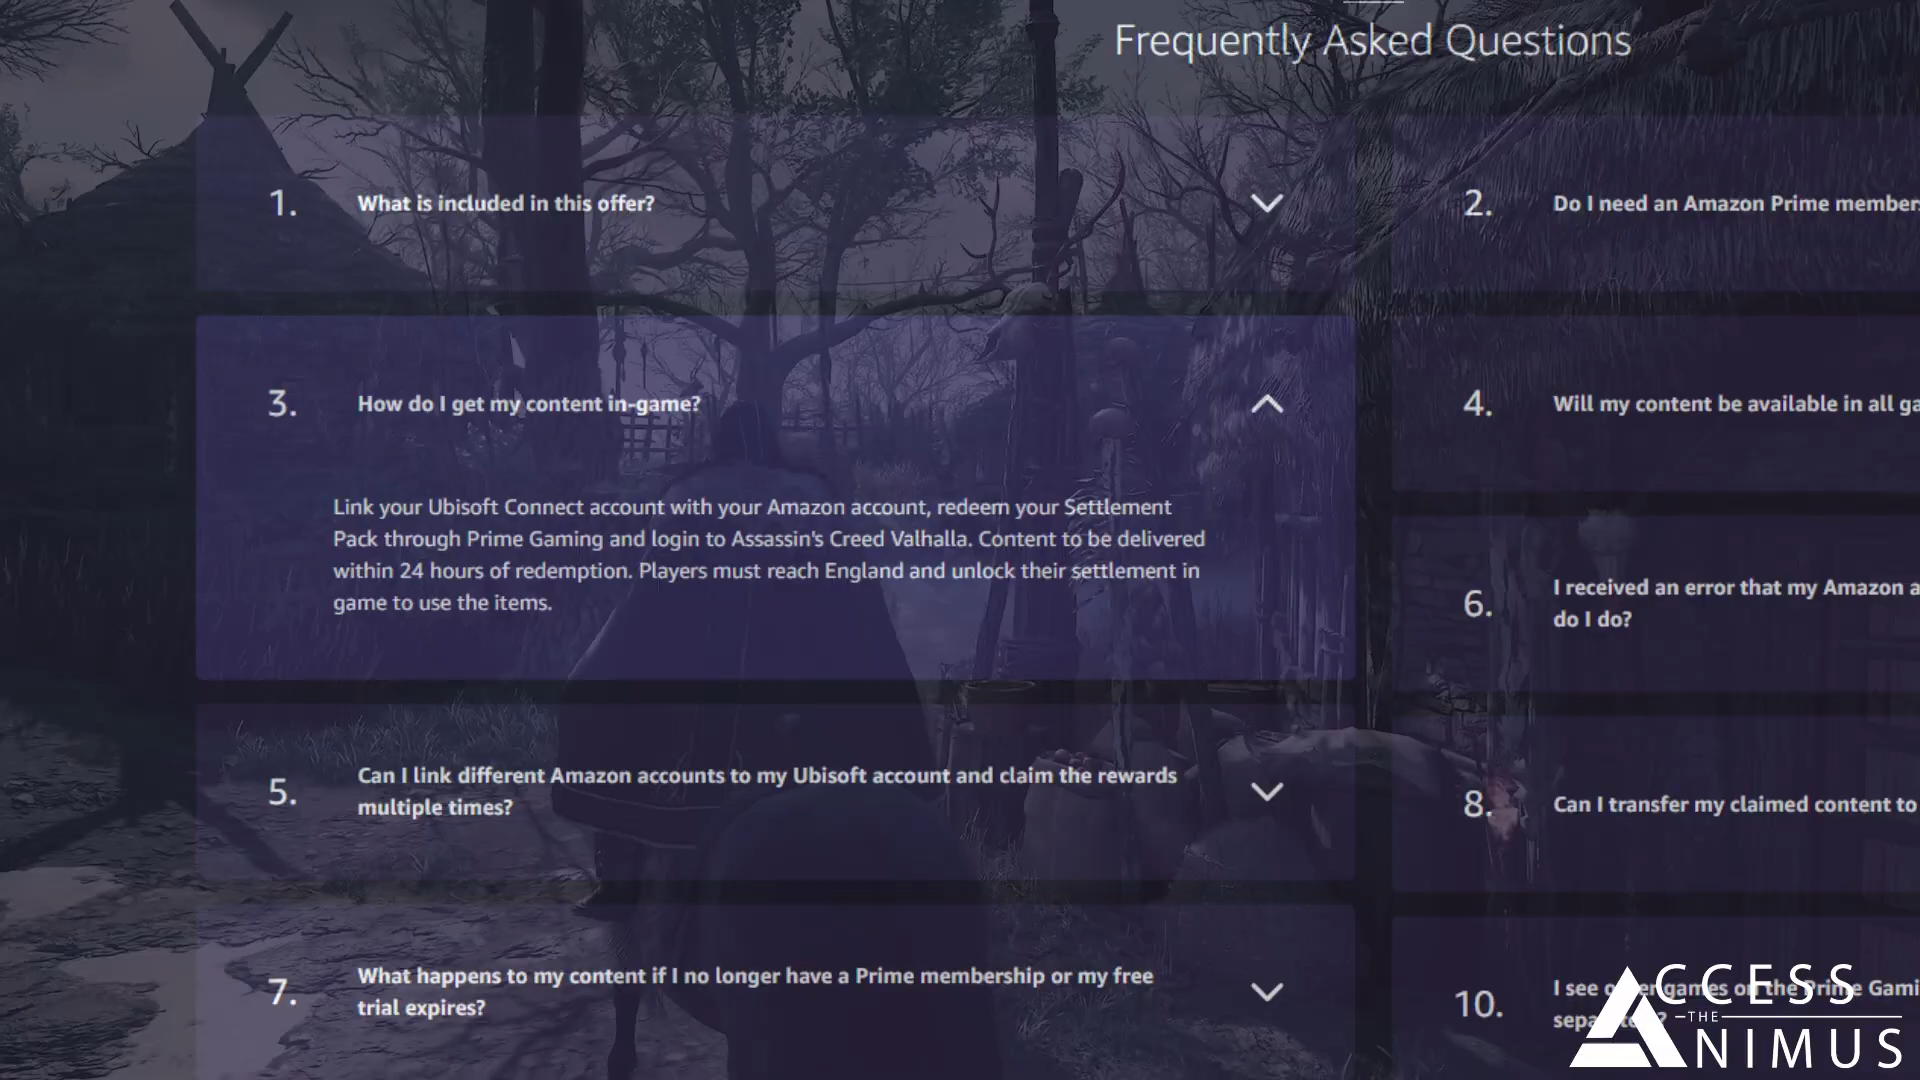 Frequently Asked Questions
1. What is included in this offer?
2. Do I need an Amazon Prime
3. How do I get my content in-game?
Link your Ubisoft Connect account with your Amazon account, redeem your Settlement
Pack through Prime Gaming and login to Assassin's Creed Valhalla. Content to be delivered
within 24 hours of redemption. Players must reach England and unlock their settlement in
game to use the items.
4. Will my content be available in all
5. Can I link different Amazon accounts to my Ubisoft account and claim the rewards
multiple times?
6. I received an error that my Amazon
do I do?
7. What happens to my content if I no longer have a Prime membership or my free
trial expires?
8. Can I transfer my claimed content to
10. I see games on the Prime
ACCESS
THE
ANIMUS